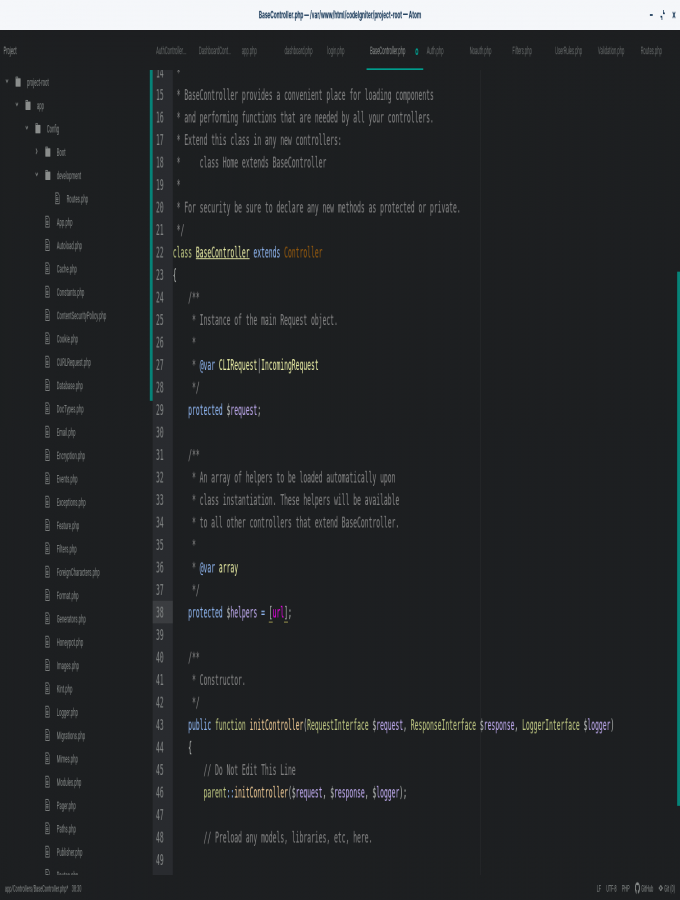 BaseController.php — /var/www/html/codeIgniter/project-root — Atom
Project
AuthController... DashboardCont... app.php dashboard.php login.php BaseController.php Auth.php Noauth.php Filters.php UserRules.php Validation.php Routes.php
project-root
app
Config
Boot
development
Routes.php
App.php
Autoload.php
Cache.php
Constants.php
ContentSecurityPolicy.php
Cookie.php
CURLRequest.php
Database.php
DocTypes.php
Email.php
Encryption.php
Events.php
Exceptions.php
Feature.php
Filters.php
ForeignCharacters.php
Format.php
Generators.php
Honeypot.php
Images.php
Kint.php
Logger.php
Migrations.php
Mimes.php
Modules.php
Pager.php
Paths.php
Publisher.php
14 *
15 * BaseController provides a convenient place for loading components
16 * and performing functions that are needed by all your controllers.
17 * Extend this class in any new controllers:
18 *     class Home extends BaseController
19 *
20 * For security be sure to declare any new methods as protected or private.
21 */
22 class BaseController extends Controller
23 {
24     /**
25      * Instance of the main Request object.
26      *
27      * @var CLIRequest|IncomingRequest
28      */
29     protected $request;
30
31     /**
32      * An array of helpers to be loaded automatically upon
33      * class instantiation. These helpers will be available
34      * to all other controllers that extend BaseController.
35      *
36      * @var array
37      */
38     protected $helpers = [url];
39
40     /**
41      * Constructor.
42      */
43     public function initController(RequestInterface $request, ResponseInterface $response, LoggerInterface $logger)
44     {
45         // Do Not Edit This Line
46         parent::initController($request, $response, $logger);
47
48         // Preload any models, libraries, etc, here.
49
app/Controllers/BaseController.php* 38:30 LF UTF-8 PHP GitHub Git (0)